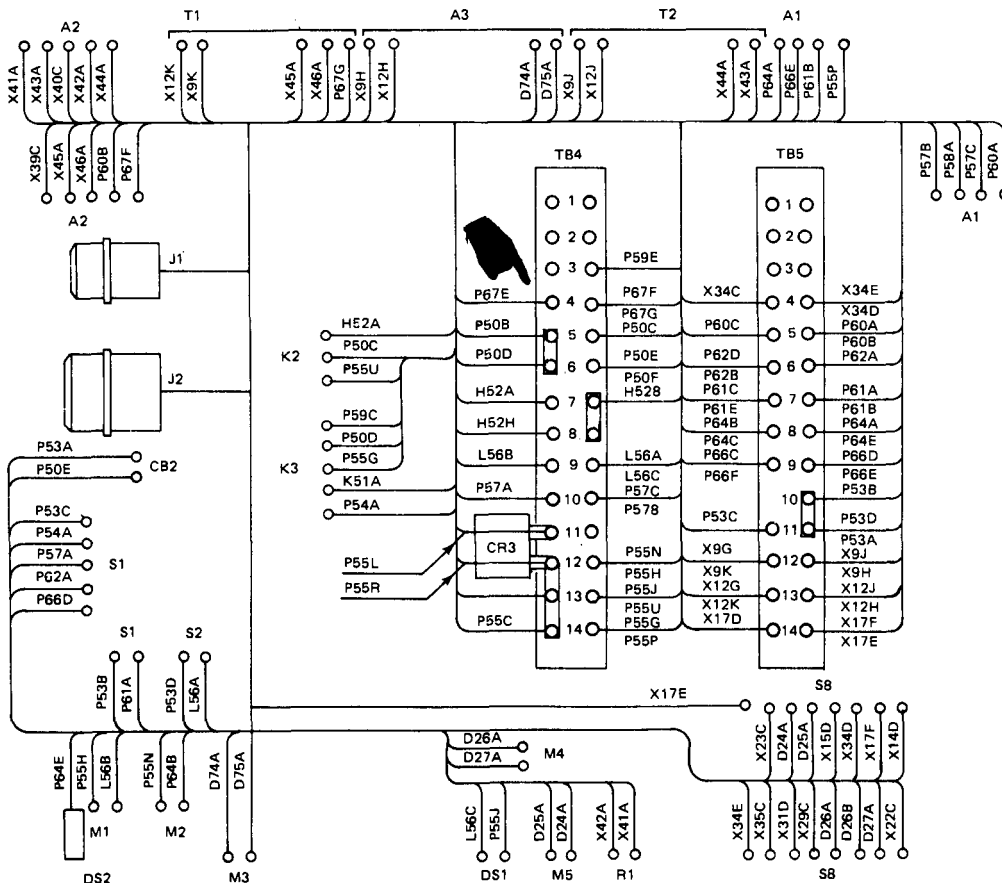 T1 A3 T2 A1
A2
X41A X43A X40C X42A X44A X12K X9K X45A X46A P67G X9H X12H D74A D75A X9J X12J X44A X43A P64A P66E P61B P55P
X39C X45A X46A P60B P67F
P57B P58A P57C P60A
A2
A1
TB4 TB5
J1
J2
1 1
2 2
3 P59E 3
P67E 4 P67F X34C 4 X34E
P67G X34D
H52A P50B 5 P50C P60C 5 P60A
P60B
K2 P50C P50D 6 P50E P62D 6 P62A
P55U P50F P62B
H52A 7 H528 P61C 7 P61A
P61E P61B
P59C H52H 8 P64B 8 P64A
P50D P64C P64E
K3 P55G L56B 9 L56A P66C 9 P66D
L56C P66F P66E
K51A P57A 10 P57C 10 P53B
P54A P578
CR3 11 P53C 11 P53D
P53A
P55L 12 P55N X9G 12 X9J
P55H X9K X9H
P55R 13 P55J X12G 13 X12J
P55U X12K X12H
P55C 14 P55G X17D 14 X17F
P55P X17E
P53A
P50E CB2
P53C
P54A
P57A S1
P62A
P66D
S1 S2
P53B P61A P53D L56A
X17E
S8
X23C D24A D25A X15D X34D X17F X14D
P64E P55H L56B P55N P64B D74A D75A
D26A
D27A M4
L56C P55J D25A D24A X42A X41A
X34E X35C X31D X29C D26A D26B D27A X22C
M1 M2
DS2 M3 DS1 M5 R1 S8